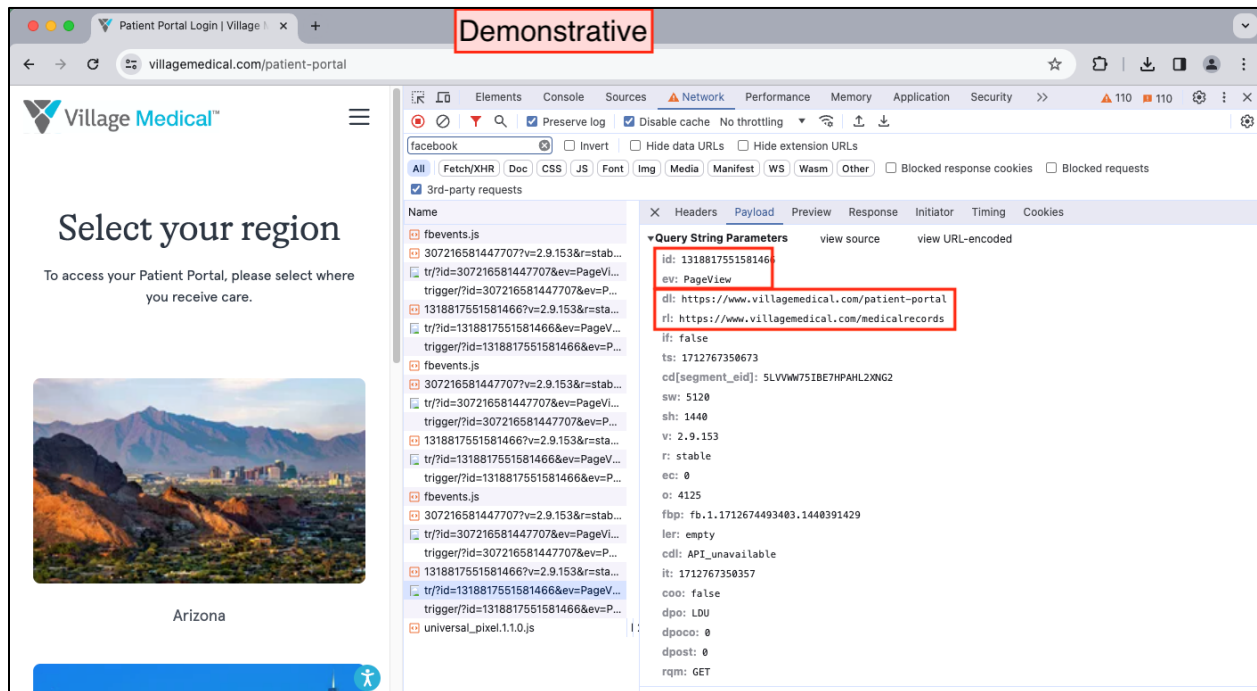 Patient Portal Login | Village M
Demonstrative
villagemedical.com/patient-portal
Village Medical™
Select your region
To access your Patient Portal, please select where
you receive care.
Arizona
Elements Console Sources Network Performance Memory Application Security >> 110 110
Preserve log Disable cache No throttling
facebook Invert Hide data URLs Hide extension URLs
All Fetch/XHR Doc CSS JS Font Img Media Manifest WS Wasm Other Blocked response cookies Blocked requests
3rd-party requests
Name
fbevents.js
307216581447707?v=2.9.153&r=stab...
tr/?id=307216581447707&ev=PageVi...
trigger/?id=307216581447707&ev=P...
1318817551581466?v=2.9.153&r=sta...
tr/?id=1318817551581466&ev=PageV...
trigger/?id=1318817551581466&ev=P...
fbevents.js
307216581447707?v=2.9.153&r=stab...
tr/?id=307216581447707&ev=PageVi...
trigger/?id=307216581447707&ev=P...
1318817551581466?v=2.9.153&r=sta...
tr/?id=1318817551581466&ev=PageV...
trigger/?id=1318817551581466&ev=P...
fbevents.js
307216581447707?v=2.9.153&r=stab...
tr/?id=307216581447707&ev=PageVi...
trigger/?id=307216581447707&ev=P...
1318817551581466?v=2.9.153&r=sta...
tr/?id=1318817551581466&ev=PageV...
trigger/?id=1318817551581466&ev=P...
universal_pixel.1.1.0.js
Headers Payload Preview Response Initiator Timing Cookies
Query String Parameters view source view URL-encoded
id: 1318817551581466
ev: PageView
dl: https://www.villagemedical.com/patient-portal
rl: https://www.villagemedical.com/medicalrecords
if: false
ts: 1712767350673
cd[segment_eid]: 5LVVWW75IBE7HPAHL2XNG2
sw: 5120
sh: 1440
v: 2.9.153
r: stable
ec: 0
o: 4125
fbp: fb.1.1712674493403.1440391429
ler: empty
cdl: API_unavailable
it: 1712767350357
coo: false
dpo: LDU
dpoco: 0
dpost: 0
rqm: GET